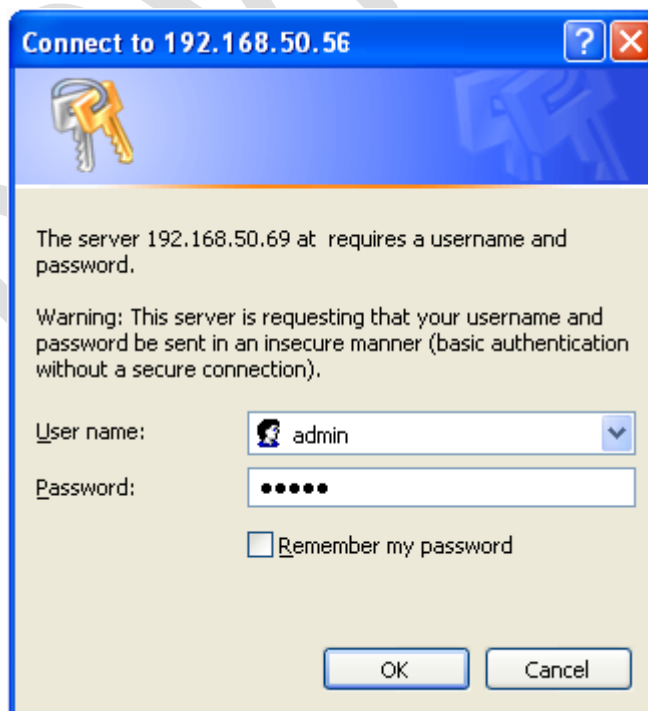 Connect to 192.168.50.56
The server 192.168.50.69 at  requires a username and
password.
Warning: This server is requesting that your username and
password be sent in an insecure manner (basic authentication
without a secure connection).
User name:
admin
Password:
•••••
Remember my password
OK
Cancel